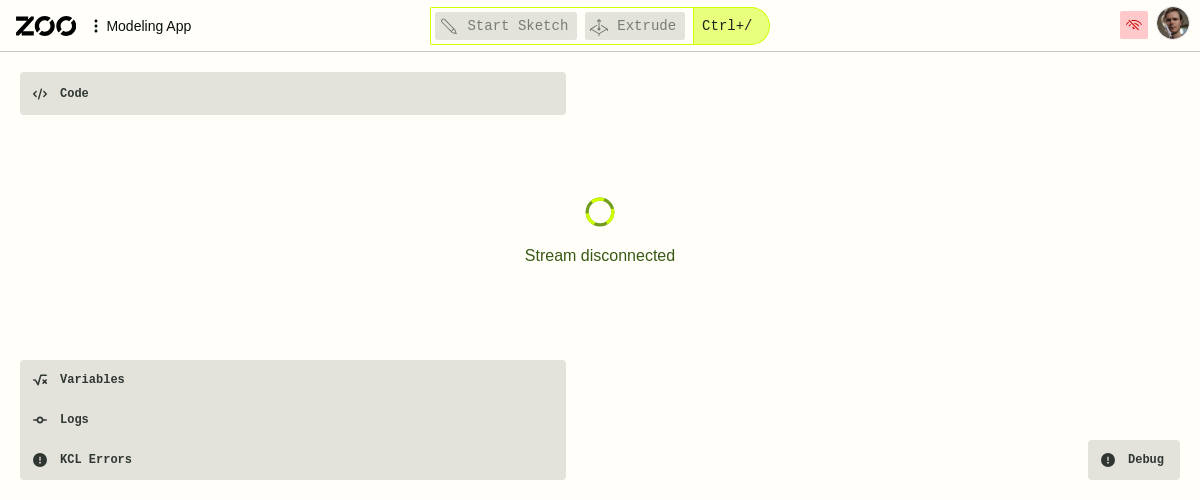 ZOO
Modeling App
Start Sketch
Extrude
Ctrl+/
Code
Stream disconnected
Variables
Logs
KCL Errors
Debug